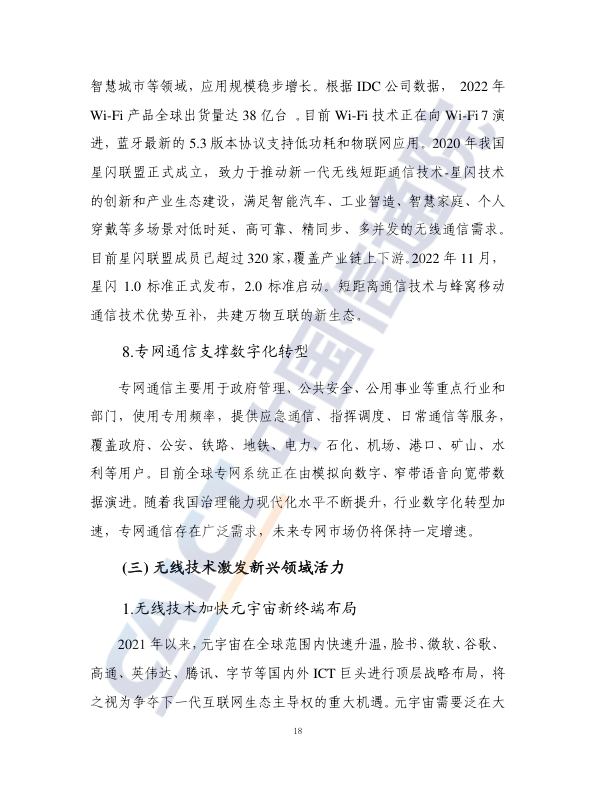 智慧城市等领域，应用规模稳步增长。根据 IDC 公司数据， 2022 年
Wi-Fi 产品全球出货量达 38 亿台 。目前 Wi-Fi 技术正在向 Wi-Fi 7 演
进，蓝牙最新的 5.3 版本协议支持低功耗和物联网应用。2020 年我国
星闪联盟正式成立，致力于推动新一代无线短距通信技术-星闪技术
的创新和产业生态建设，满足智能汽车、工业智造、智慧家庭、个人
穿戴等多场景对低时延、高可靠、精同步、多并发的无线通信需求。
目前星闪联盟成员已超过 320 家，覆盖产业链上下游。2022 年 11 月，
星闪 1.0 标准正式发布，2.0 标准启动。短距离通信技术与蜂窝移动
通信技术优势互补，共建万物互联的新生态。
8.专网通信支撑数字化转型
专网通信主要用于政府管理、公共安全、公用事业等重点行业和
部门，使用专用频率，提供应急通信、指挥调度、日常通信等服务，
覆盖政府、公安、铁路、地铁、电力、石化、机场、港口、矿山、水
利等用户。目前全球专网系统正在由模拟向数字、窄带语音向宽带数
据演进。随着我国治理能力现代化水平不断提升，行业数字化转型加
速，专网通信存在广泛需求，未来专网市场仍将保持一定增速。
(三) 无线技术激发新兴领域活力
1.无线技术加快元宇宙新终端布局
2021 年以来，元宇宙在全球范围内快速升温，脸书、微软、谷歌、
高通、英伟达、腾讯、字节等国内外 ICT 巨头进行顶层战略布局，将
之视为争夺下一代互联网生态主导权的重大机遇。元宇宙需要泛在大
18
CAICT 中国信通院